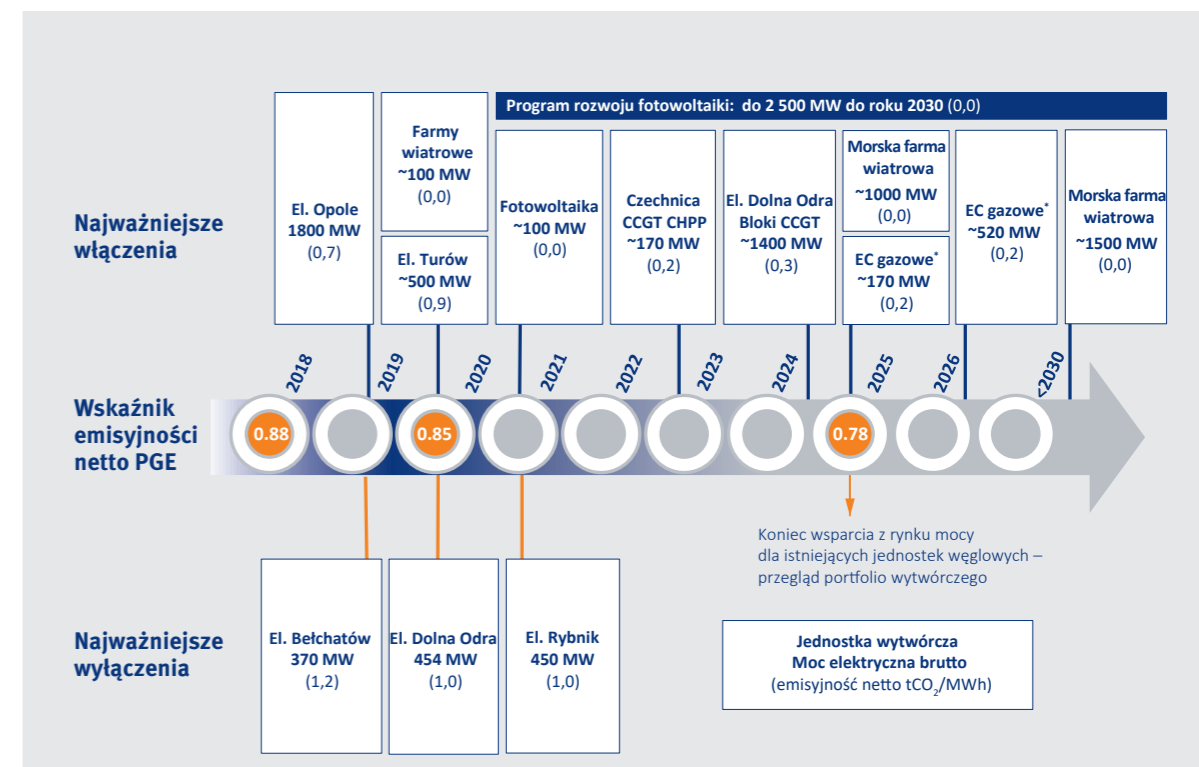 Program rozwoju fotowoltaiki: do 2 500 MW do roku 2030 (0,0)
Najważniejsze
włączenia
El. Opole
1800 MW
(0,7)
Farmy
wiatrowe
~100 MW
(0,0)
El. Turów
~500 MW
(0,9)
Fotowoltaika
~100 MW
(0,0)
Czechnica
CCGT CHPP
~170 MW
(0,2)
El. Dolna Odra
Bloki CCGT
~1400 MW
(0,3)
Morska farma
wiatrowa
~1000 MW
(0,0)
EC gazowe*
~170 MW
(0,2)
EC gazowe*
~520 MW
(0,2)
Morska farma
wiatrowa
~1500 MW
(0,0)
2018
2019
2020
2021
2022
2023
2024
2025
2026
<2030
Wskaźnik
emisyjności
netto PGE
0.88
0.85
0.78
Koniec wsparcia z rynku mocy
dla istniejących jednostek węglowych –
przegląd portfolio wytwórczego
Najważniejsze
wyłączenia
El. Bełchatów
370 MW
(1,2)
El. Dolna Odra
454 MW
(1,0)
El. Rybnik
450 MW
(1,0)
Jednostka wytwórcza
Moc elektryczna brutto
(emisyjność netto tCO₂/MWh)